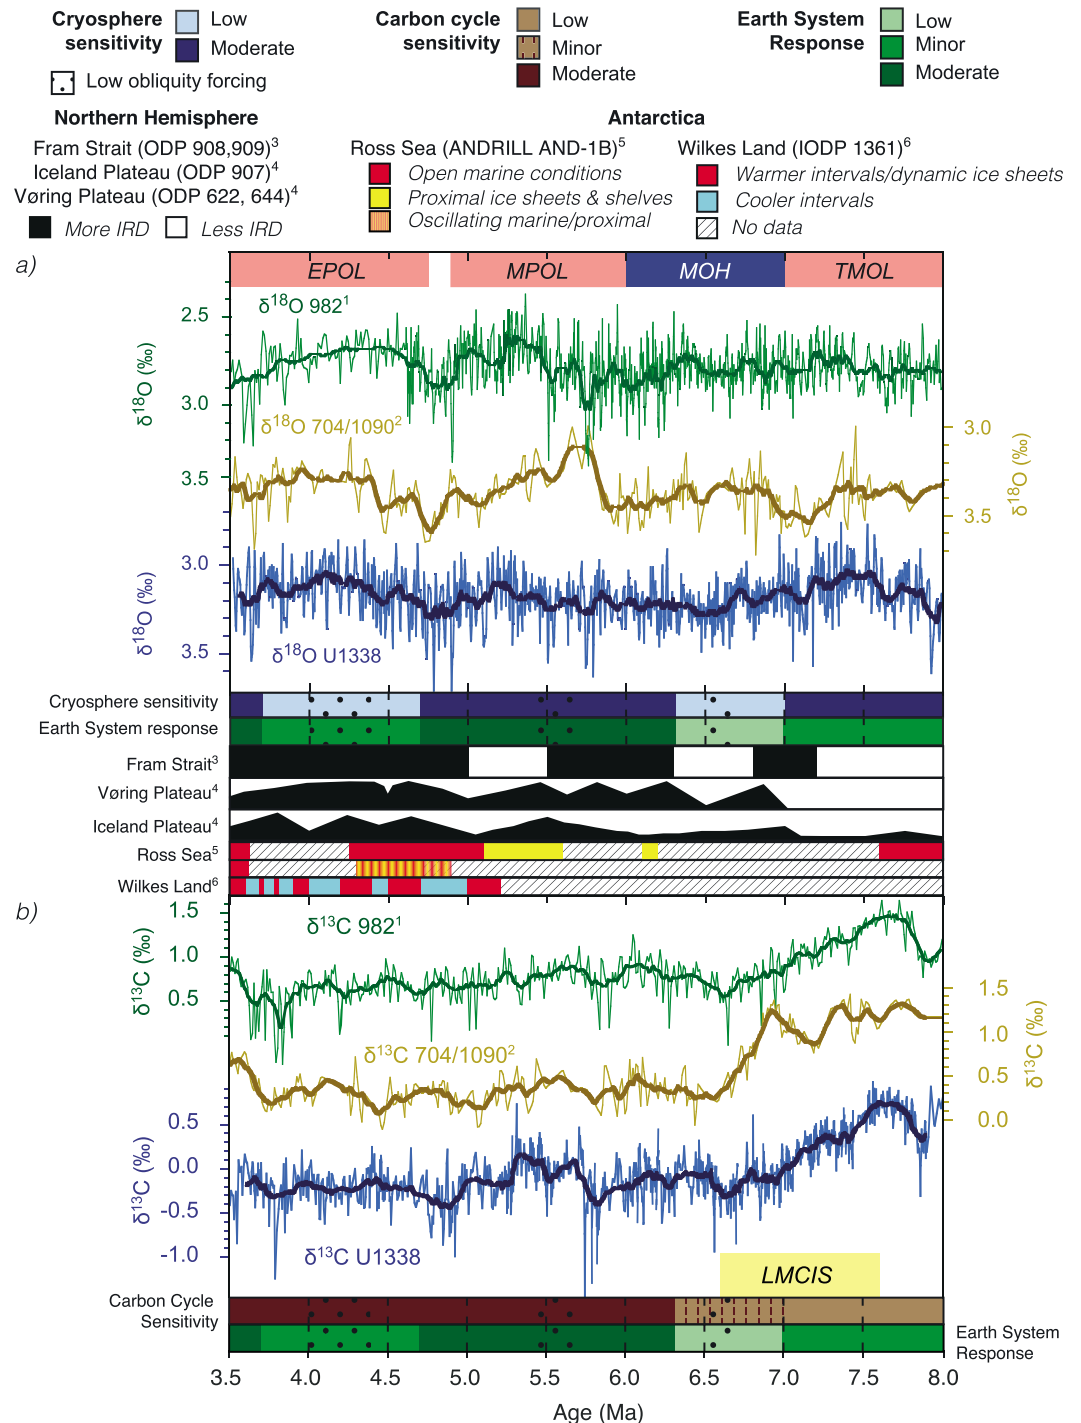 Cryosphere sensitivity
Low
Moderate
Low obliquity forcing
Carbon cycle sensitivity
Low
Minor
Moderate
Earth System Response
Low
Minor
Moderate
Northern Hemisphere
Fram Strait (ODP 908,909)3
Iceland Plateau (ODP 907)4
Vøring Plateau (ODP 622, 644)4
More IRD
Less IRD
Antarctica
Ross Sea (ANDRILL AND-1B)5
Open marine conditions
Proximal ice sheets & shelves
Oscillating marine/proximal
Wilkes Land (IODP 1361)6
Warmer intervals/dynamic ice sheets
Cooler intervals
No data
a)
EPOL
MPOL
MOH
TMOL
δ18O 9821
2.5
3.0
3.5
δ18O (‰)
δ18O 704/10902
3.0
3.5
δ18O (‰)
3.0
3.5
δ18O (‰)
δ18O U1338
Cryosphere sensitivity
Earth System response
Fram Strait3
Vøring Plateau4
Iceland Plateau4
Ross Sea5
Wilkes Land6
b)
1.5
1.0
0.5
δ13C (‰)
δ13C 9821
1.5
1.0
0.5
0.0
δ13C (‰)
δ13C 704/10902
0.5
0.0
-0.5
-1.0
δ13C (‰)
δ13C U1338
LMCIS
Carbon Cycle
Sensitivity
Earth System
Response
3.5 4.0 4.5 5.0 5.5 6.0 6.5 7.0 7.5 8.0
Age (Ma)